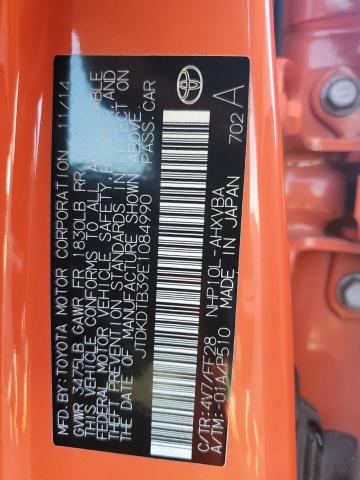 MFD. BY: TOYOTA MOTOR CORPORATION 11/14
GVWR 3475LB GAWR FR 1830LB RR
THIS VEHICLE CONFORMS TO ALL APPLICABLE
FEDERAL MOTOR VEHICLE SAFETY, BUMPER, AND
THEFT PREVENTION STANDARDS IN EFFECT ON
THE DATE OF MANUFACTURE SHOWN ABOVE.
JTDKDTB39E1084990 PASS. CAR
C/TR: 4V7/FF28 NHP10L-AHXVBA
A/TM: -01A/P510 MADE IN JAPAN 702 A